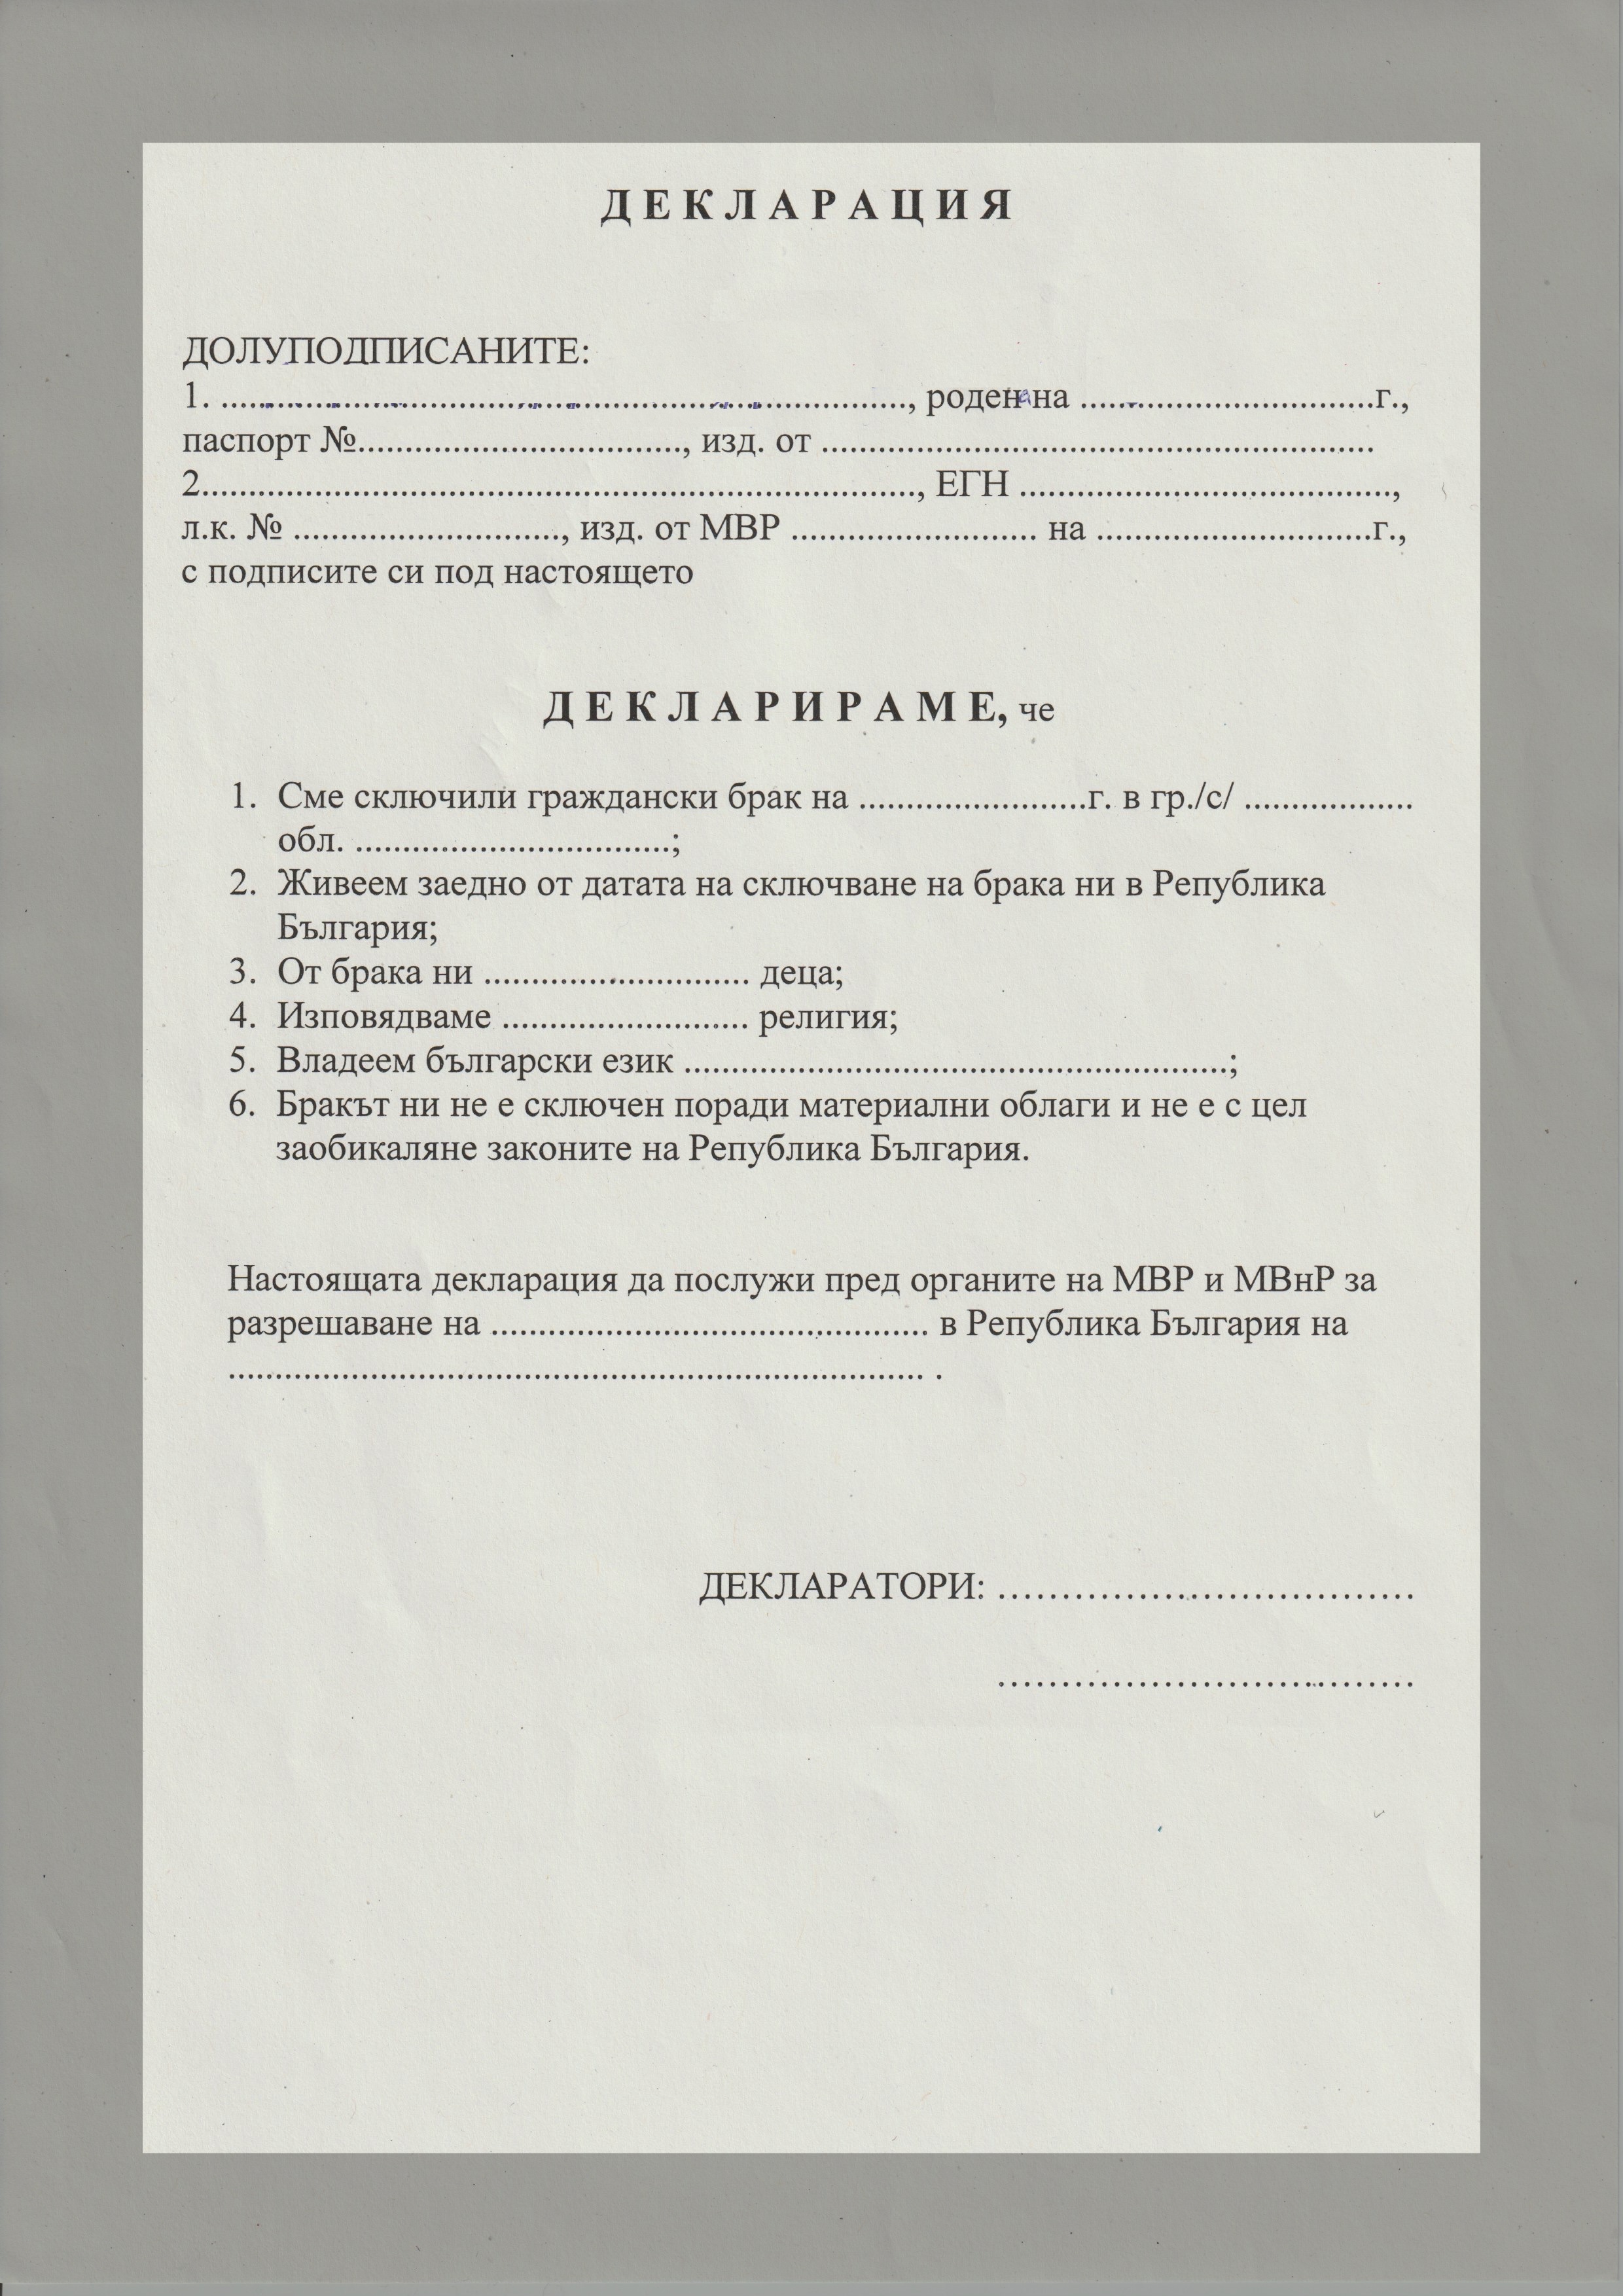 Д Е К Л А Р А Ц И Я
ДОЛУПОДПИСАНИТЕ:
1. ........................................................................, родена на ...............................г.,
паспорт №.................................., изд. от ..........................................................
2..........................................................................., ЕГН .......................................,
л.к. № ............................, изд. от МВР .......................... на .............................г.,
с подписите си под настоящето
Д Е К Л А Р И Р А М Е, че
1. Сме сключили граждански брак на ........................г. в гр./с/ ..................
обл. .................................;
2. Живеем заедно от датата на сключване на брака ни в Република
България;
3. От брака ни ............................ деца;
4. Изповядваме .......................... религия;
5. Владеем български език .........................................................;
6. Бракът ни не е сключен поради материални облаги и не е с цел
заобикаляне законите на Република България.
Настоящата декларация да послужи пред органите на МВР и МВнР за
разрешаване на .............................................. в Република България на
......................................................................... .
ДЕКЛАРАТОРИ: .................................
.................................